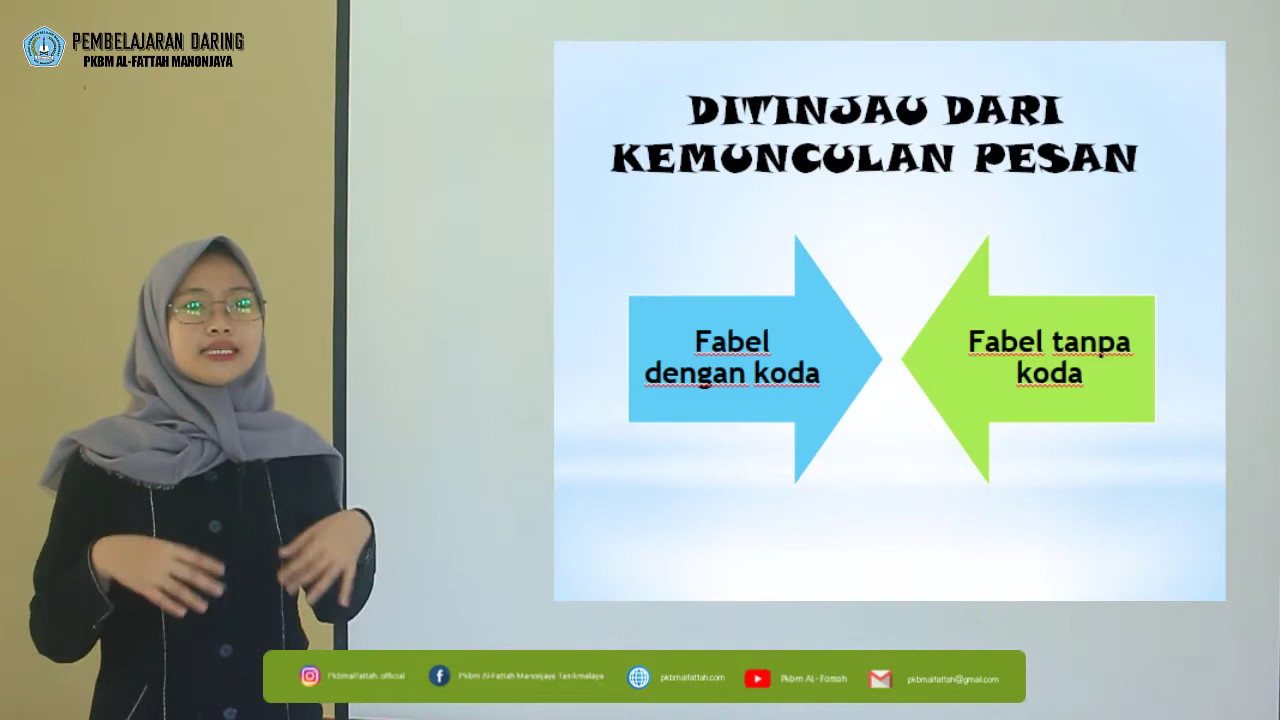 PEMBELAJARAN DARING
PKBM AL-FATTAH MANONJAYA
DITINJAU DARI
KEMUNCULAN PESAN
Fabel
dengan koda
Fabel tanpa
koda
Pkbmalfattah.official
Pkbm Al-Fattah Manonjaya Tasikmalaya
pkbmalfattah.com
Pkbm AL-Fattah
pkbmalfattah@gmail.com